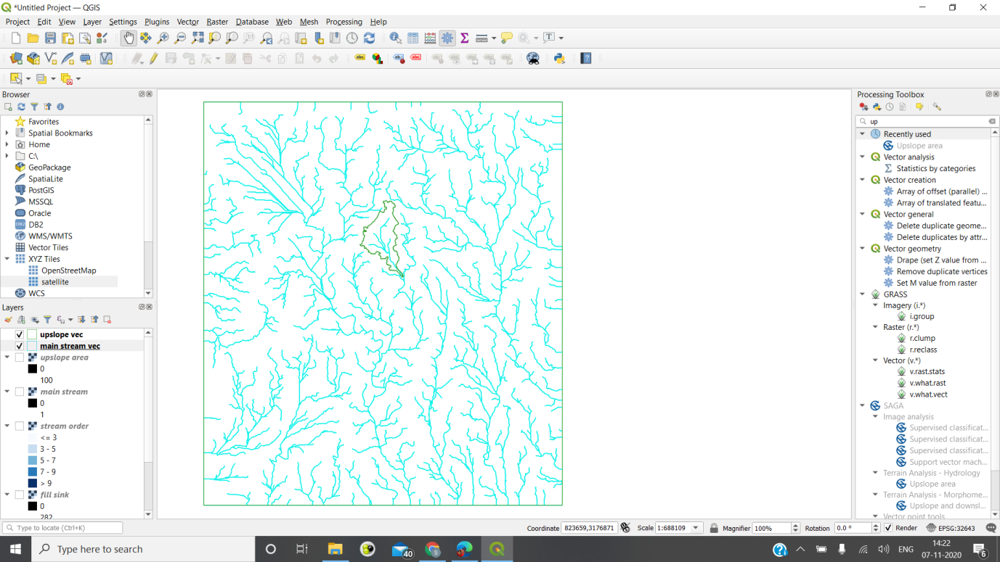 *Untitled Project — QGIS
Project Edit View Layer Settings Plugins Vector Raster Database Web Mesh Processing Help
Browser
Favorites
Spatial Bookmarks
Home
C:\
GeoPackage
SpatiaLite
PostGIS
MSSQL
Oracle
DB2
WMS/WMTS
Vector Tiles
XYZ Tiles
OpenStreetMap
satellite
WCS
Layers
upslope vec
main stream vec
upslope area
0
100
main stream
0
1
stream order
<= 3
3 - 5
5 - 7
7 - 9
> 9
fill sink
0
282
Processing Toolbox
up
Recently used
Upslope area
Vector analysis
Statistics by categories
Vector creation
Array of offset (parallel) ...
Array of translated featu...
Vector general
Delete duplicate geome...
Delete duplicates by attr...
Vector geometry
Drape (set Z value from ...
Remove duplicate vertices
Set M value from raster
GRASS
Imagery (i.*)
i.group
Raster (r.*)
r.clump
r.reclass
Vector (v.*)
v.rast.stats
v.what.rast
v.what.vect
SAGA
Image analysis
Supervised classificat...
Supervised classificat...
Supervised classificat...
Support vector mach...
Terrain Analysis - Hydrology
Upslope area
Terrain Analysis - Morphome...
Upslope and downsl...
Vector point tools
Type to locate (Ctrl+K)
Coordinate 823659,3176871 Scale 1:688109 Magnifier 100% Rotation 0.0 ° Render EPSG:32643
Type here to search
40
ENG
14:22
07-11-2020
6